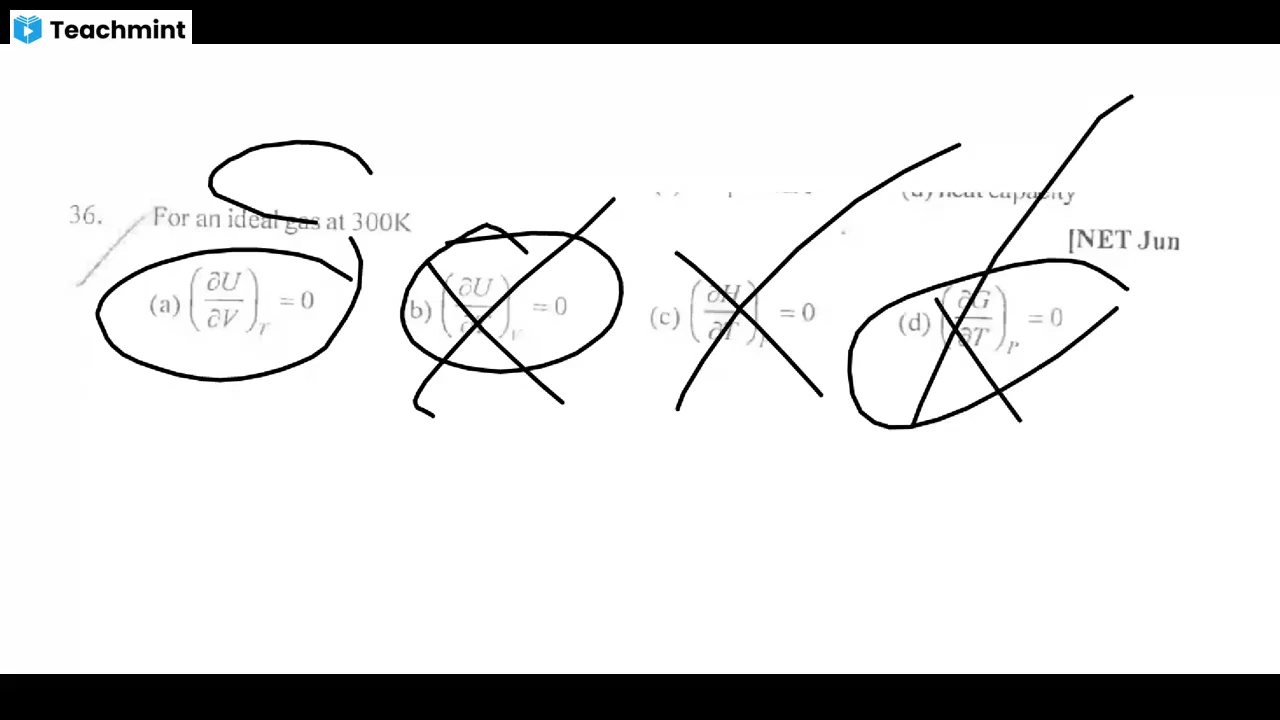 Teachmint
(d) heat capacity
36. For an ideal gas at 300K
[NET Jun
(a) (∂U/∂V)_T = 0 b) (∂U/∂T)_V = 0 (c) (∂H/∂T)_P = 0 (d) (∂G/∂T)_P = 0